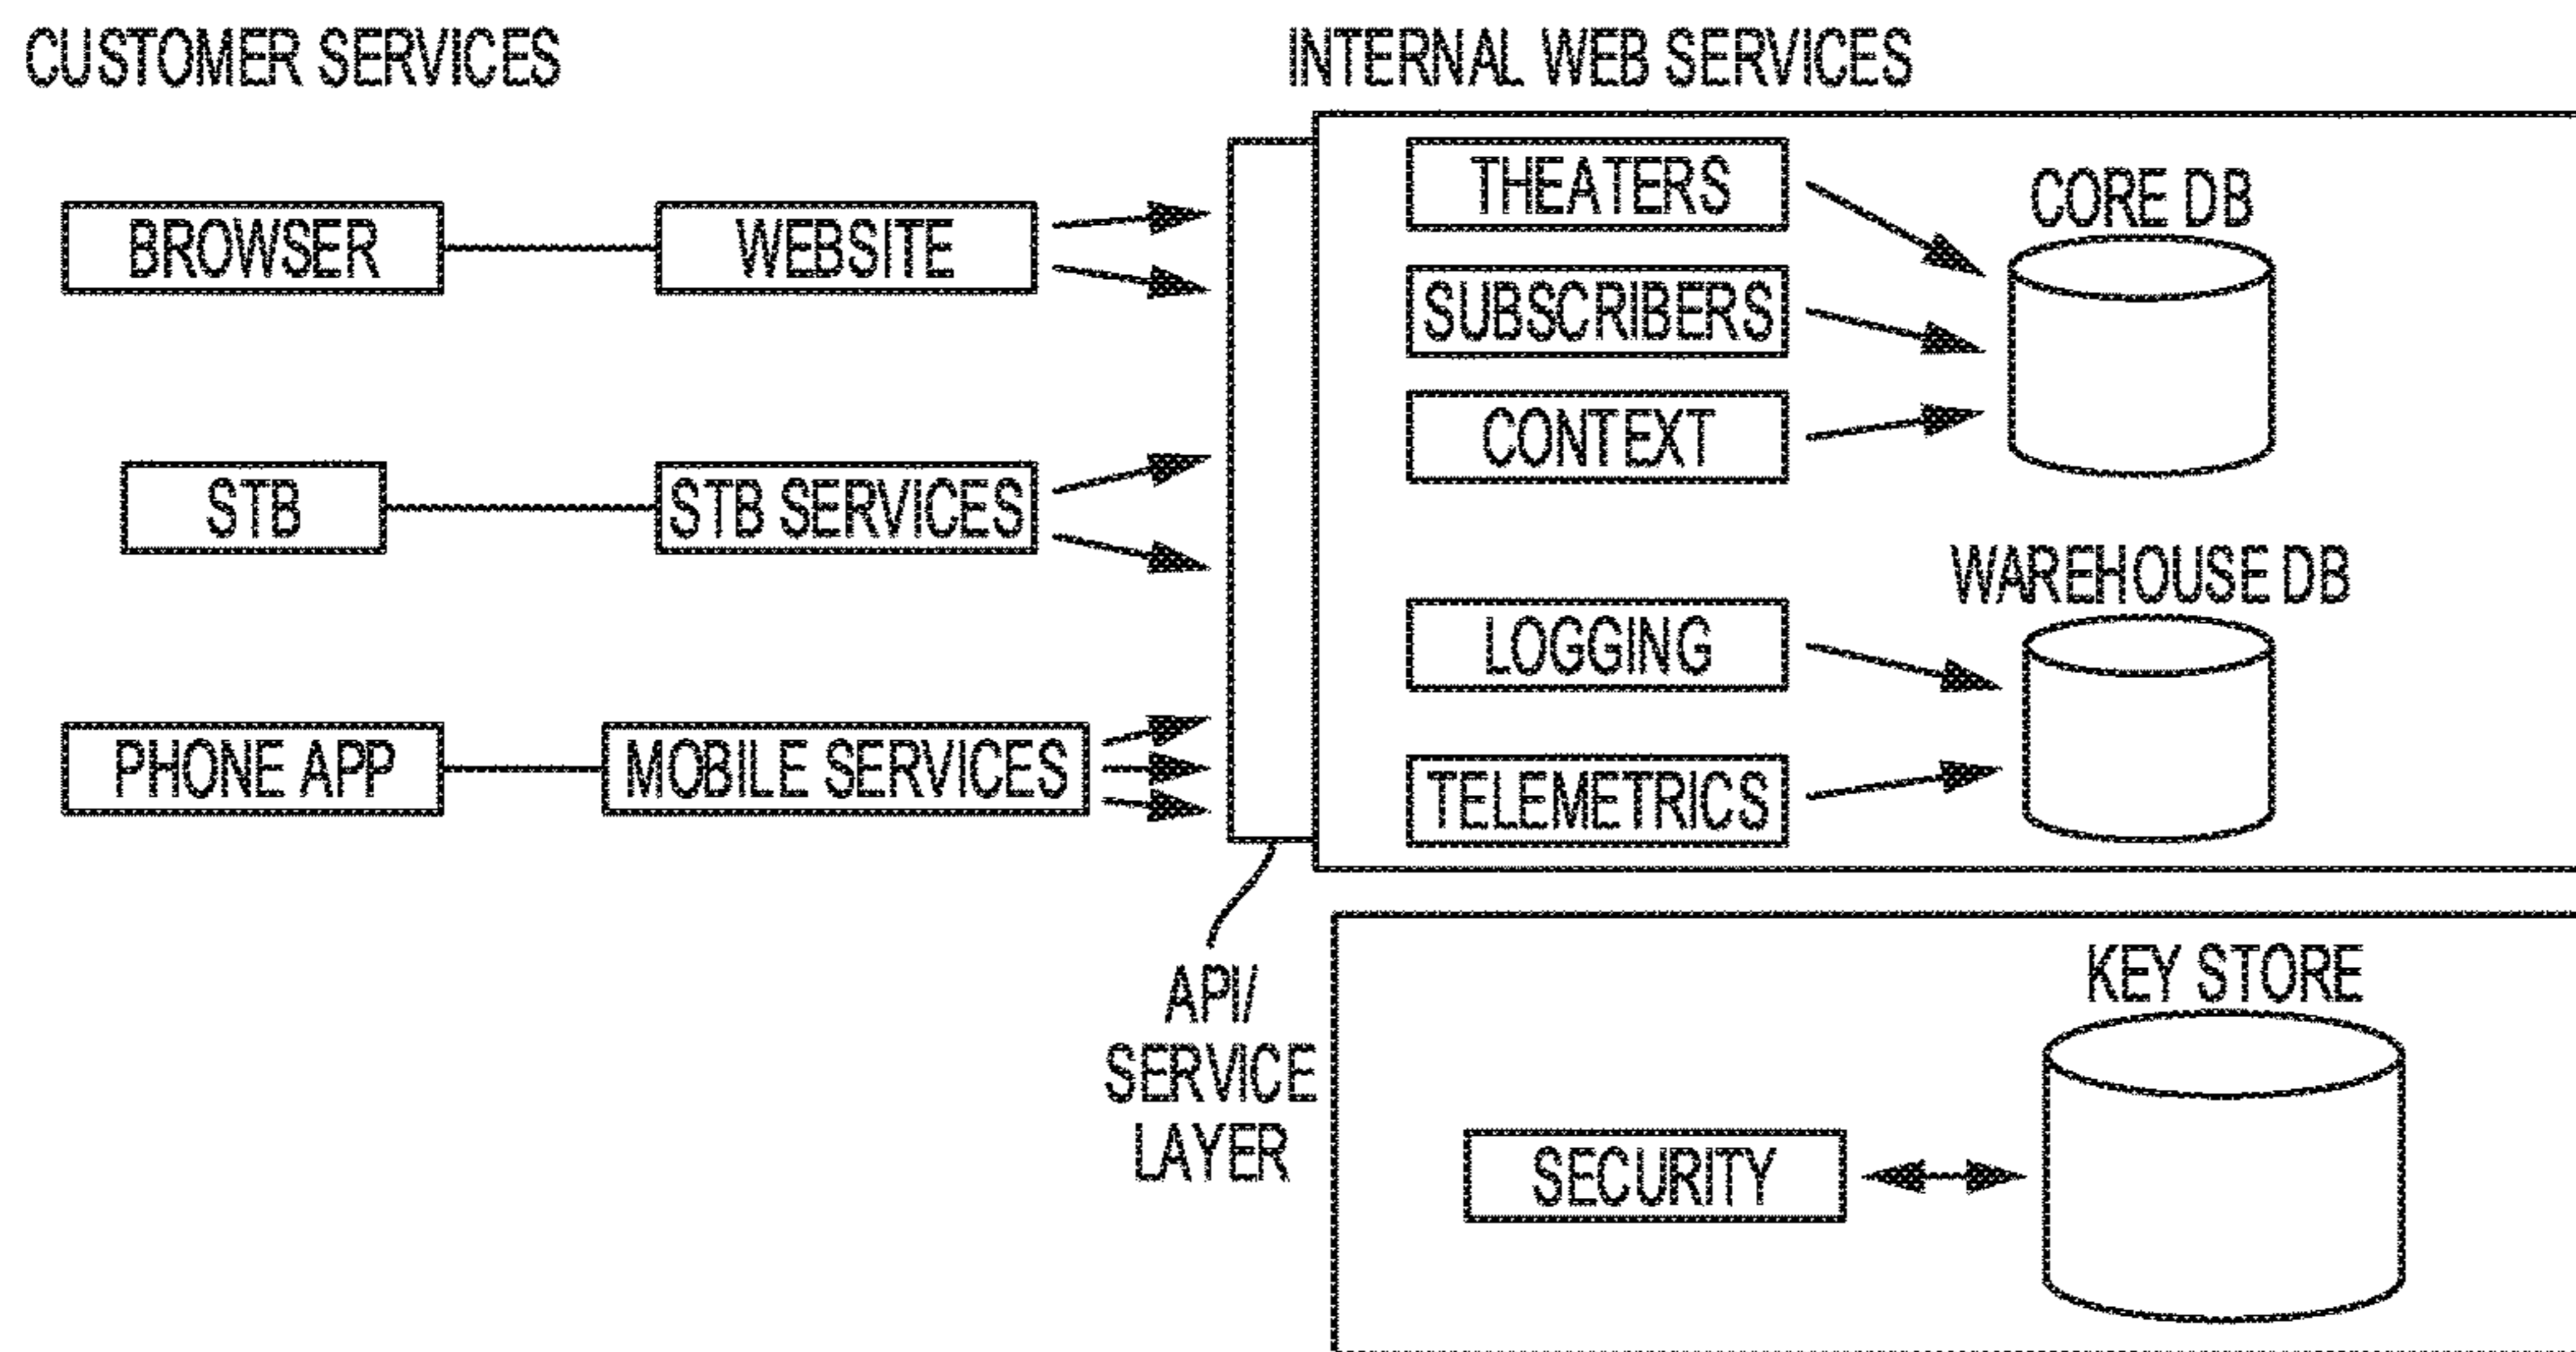 CUSTOMER SERVICES
INTERNAL WEB SERVICES
BROWSER
WEBSITE
STB
STB SERVICES
PHONE APP
MOBILE SERVICES
API/
SERVICE
LAYER
THEATERS
SUBSCRIBERS
CONTEXT
CORE DB
LOGGING
TELEMETRICS
WAREHOUSE DB
SECURITY
KEY STORE